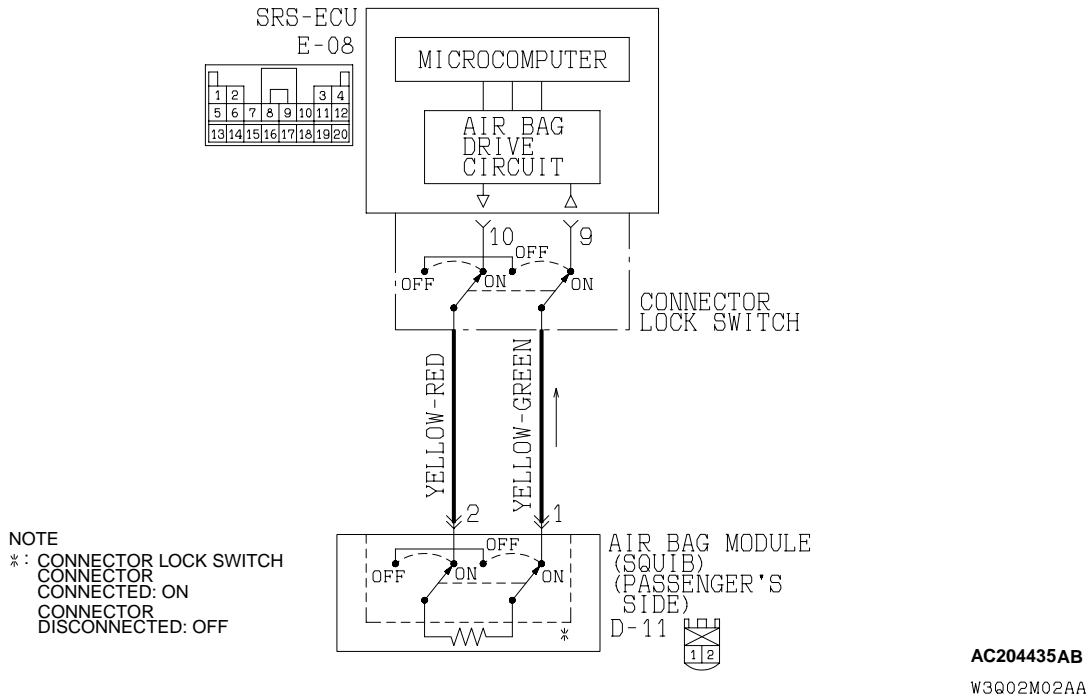 SRS-ECU
E-08
MICROCOMPUTER
1 2 3 4
5 6 7 8 9 10 11 12
13 14 15 16 17 18 19 20
AIR BAG
DRIVE
CIRCUIT
10 9
OFF
OFF ON ON
CONNECTOR
LOCK SWITCH
YELLOW-RED
YELLOW-GREEN
2 1
NOTE
* : CONNECTOR LOCK SWITCH
CONNECTOR
CONNECTED: ON
CONNECTOR
DISCONNECTED: OFF
OFF
OFF ON ON
*
AIR BAG MODULE
(SQUIB)
(PASSENGER'S
SIDE)
D-11
1 2
AC204435AB
W3Q02M02AA